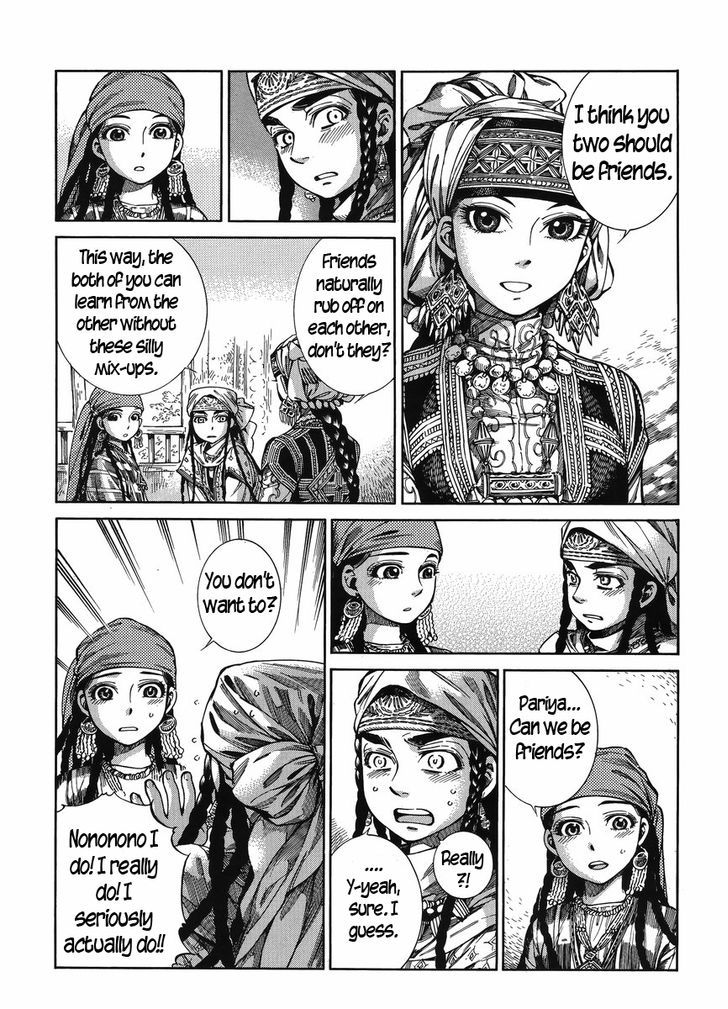 I think you
two should
be friends.
Friends
naturally
rub off on
each other,
don't they?
This way, the
both of you can
learn from the
other without
these silly
mix-ups.
Pariya...
Can we be
friends?
Really
?!
....
Y-yeah,
sure. I
guess.
You don't
want to?
Nononono I
do! I really
do! I
seriously
actually do!!